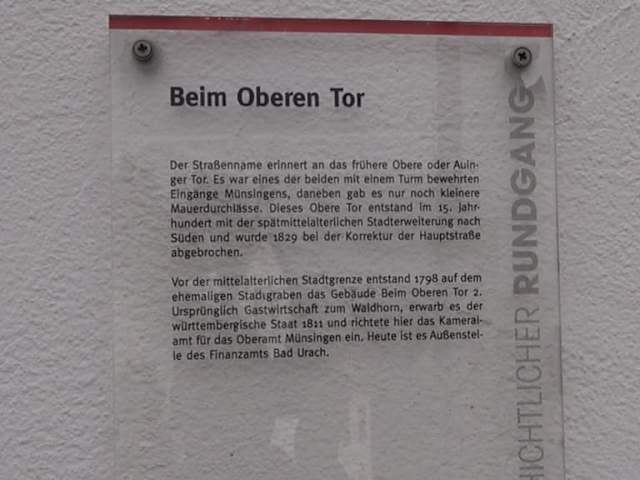 Beim Oberen Tor
Der Straßenname erinnert an das frühere Obere oder Auin-
ger Tor. Es war eines der beiden mit einem Turm bewehrten
Eingänge Münsingens, daneben gab es nur noch kleinere
Mauerdurchlässe. Dieses Obere Tor entstand im 15. Jahr-
hundert mit der spätmittelalterlichen Stadterweiterung nach
Süden und wurde 1829 bei der Korrektur der Hauptstraße
abgebrochen.
Vor der mittelalterlichen Stadtgrenze entstand 1798 auf dem
ehemaligen Stadtgraben das Gebäude Beim Oberen Tor 2.
Ursprünglich Gastwirtschaft zum Waldhorn, erwarb es der
württembergische Staat 1811 und richtete hier das Kameral-
amt für das Oberamt Münsingen ein. Heute ist es Außenstel-
le des Finanzamts Bad Urach.
HICHTLICHER RUNDGANG